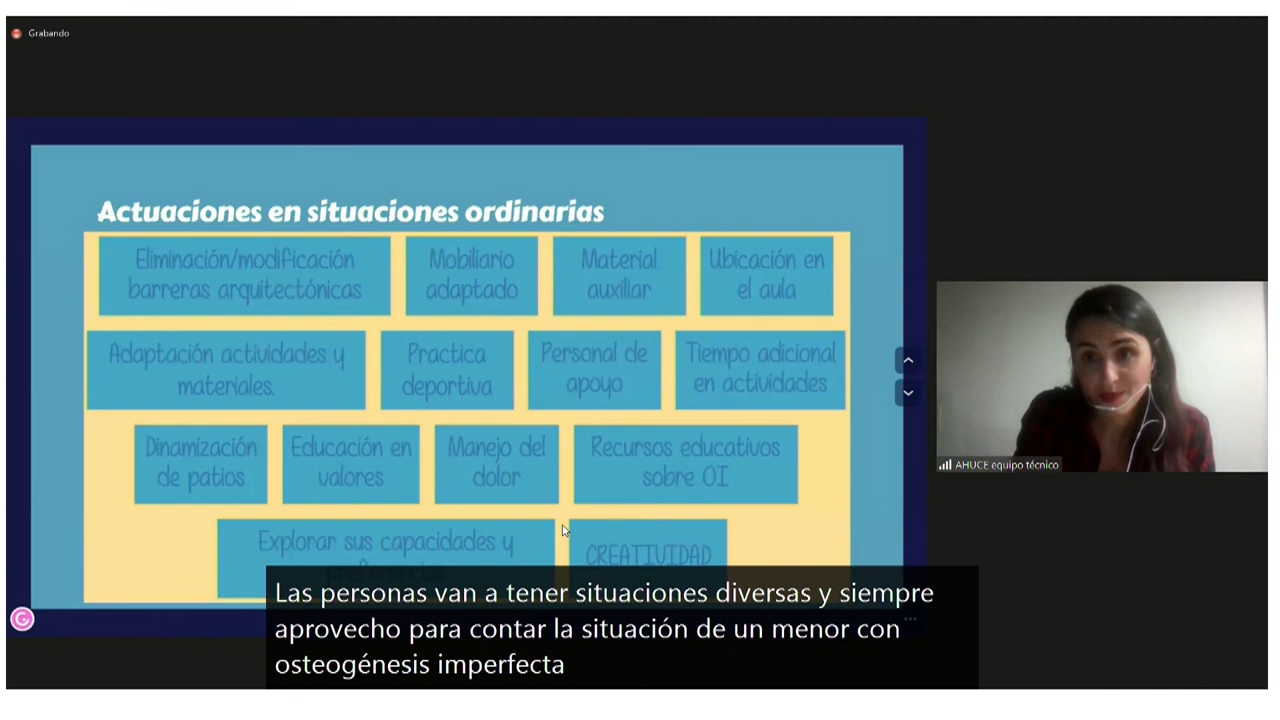 Grabando
Actuaciones en situaciones ordinarias
Eliminación/modificación
barreras arquitectónicas
Mobiliario
adaptado
Material
auxiliar
Ubicación en
el aula
Adaptación actividades y
materiales.
Practica
deportiva
Personal de
apoyo
Tiempo adicional
en actividades
Dinamización
de patios
Educación en
valores
Manejo del
dolor
Recursos educativos
sobre OI
Explorar sus capacidades y
CREATIVIDAD
AHUCE equipo técnico
Las personas van a tener situaciones diversas y siempre
aprovecho para contar la situación de un menor con
osteogénesis imperfecta